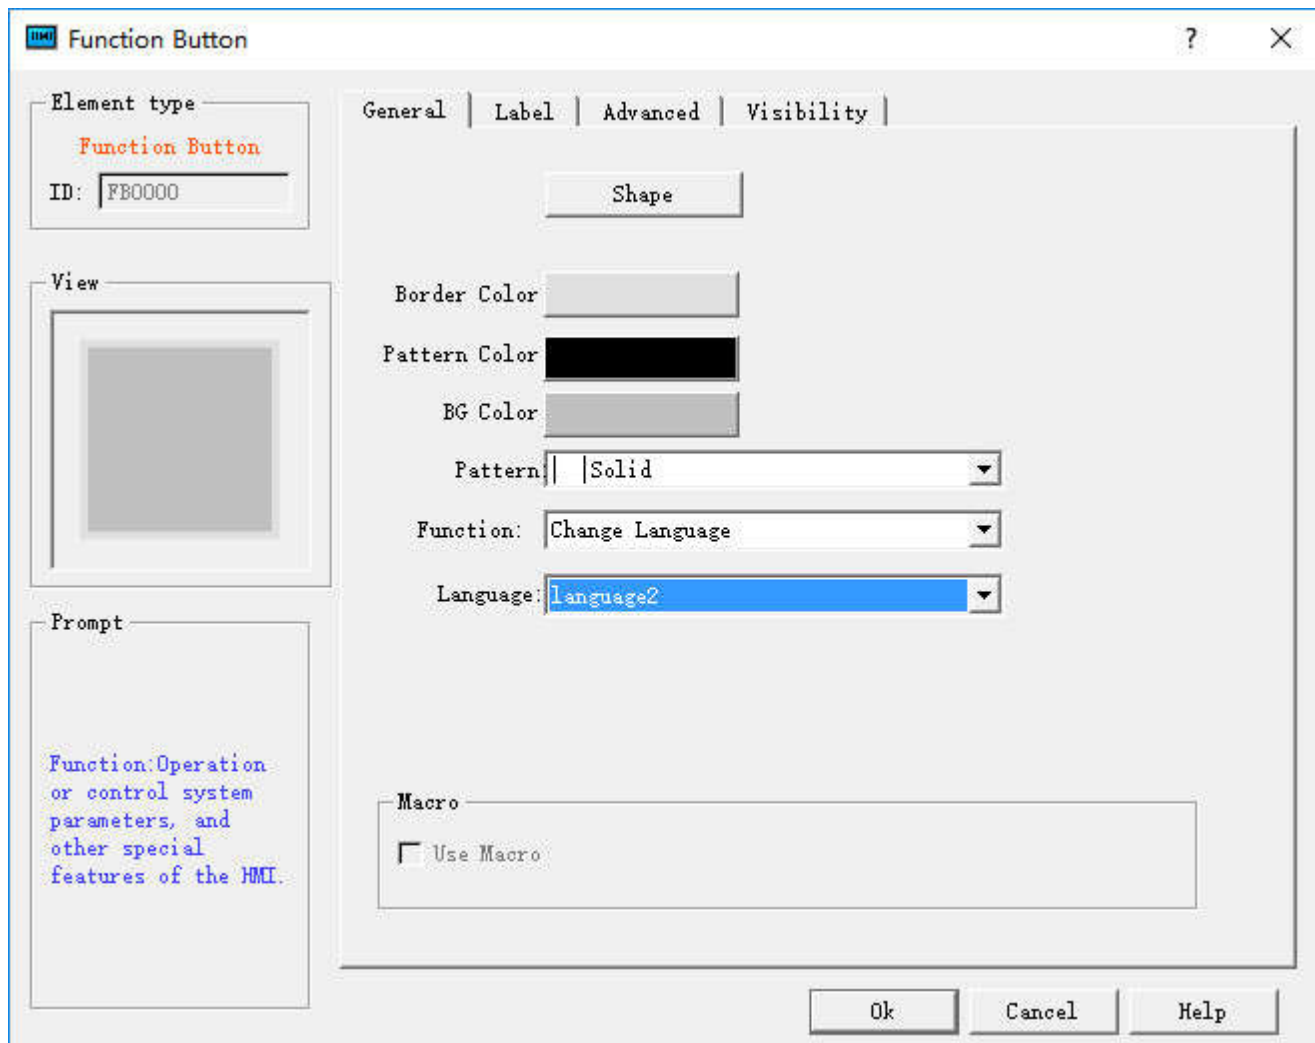 Function Button
?
Element type
Function Button
ID: FB0000
View
Prompt
Function:Operation
or control system
parameters, and
other special
features of the HMI.
General Label Advanced Visibility
Shape
Border Color
Pattern Color
BG Color
Pattern: Solid
Function: Change Language
Language: language2
Macro
Use Macro
Ok Cancel Help